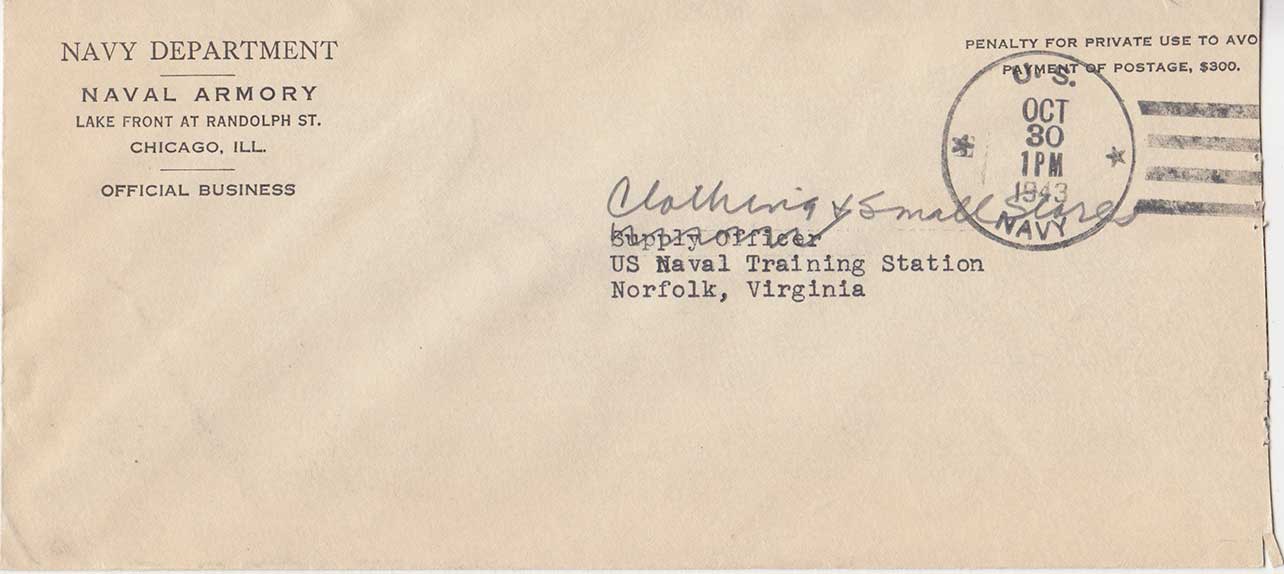 NAVY DEPARTMENT
NAVAL ARMORY
LAKE FRONT AT RANDOLPH ST.
CHICAGO, ILL.
OFFICIAL BUSINESS
PENALTY FOR PRIVATE USE TO AVO
PAYMENT OF POSTAGE, $300.
U. S.
OCT
30
1 PM
1943
NAVY
Clothing & Small Stores
Supply Officer
US Naval Training Station
Norfolk, Virginia